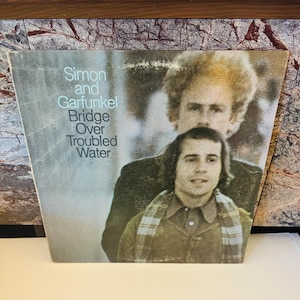 Simon
and
Garfunkel
Bridge
Over
Troubled
Water